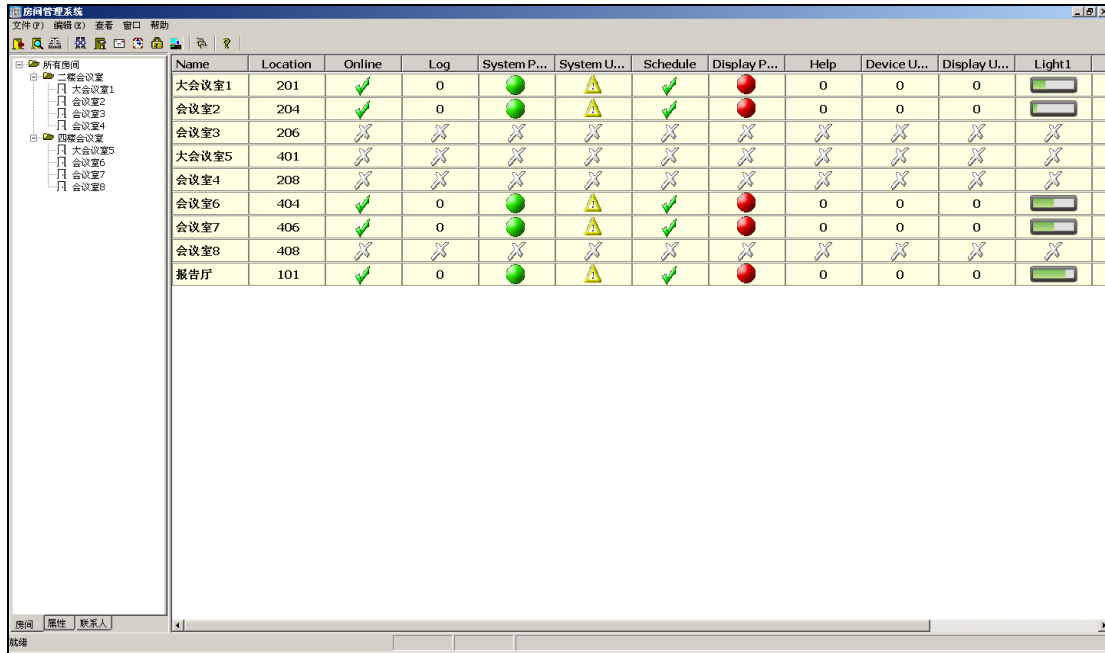 房间管理系统
文件(F) 编辑(E) 查看 窗口 帮助
所有房间
二楼会议室
大会议室1
会议室2
会议室3
会议室4
四楼会议室
大会议室5
会议室6
会议室7
会议室8
Name Location Online Log System P... System U... Schedule Display P... Help Device U... Display U... Light1
大会议室1 201 0 0 0 0
会议室2 204 0 0 0 0
会议室3 206
大会议室5 401
会议室4 208
会议室6 404 0 0 0 0
会议室7 406 0 0 0 0
会议室8 408
报告厅 101 0 0 0 0
房间 属性 联系人
就绪